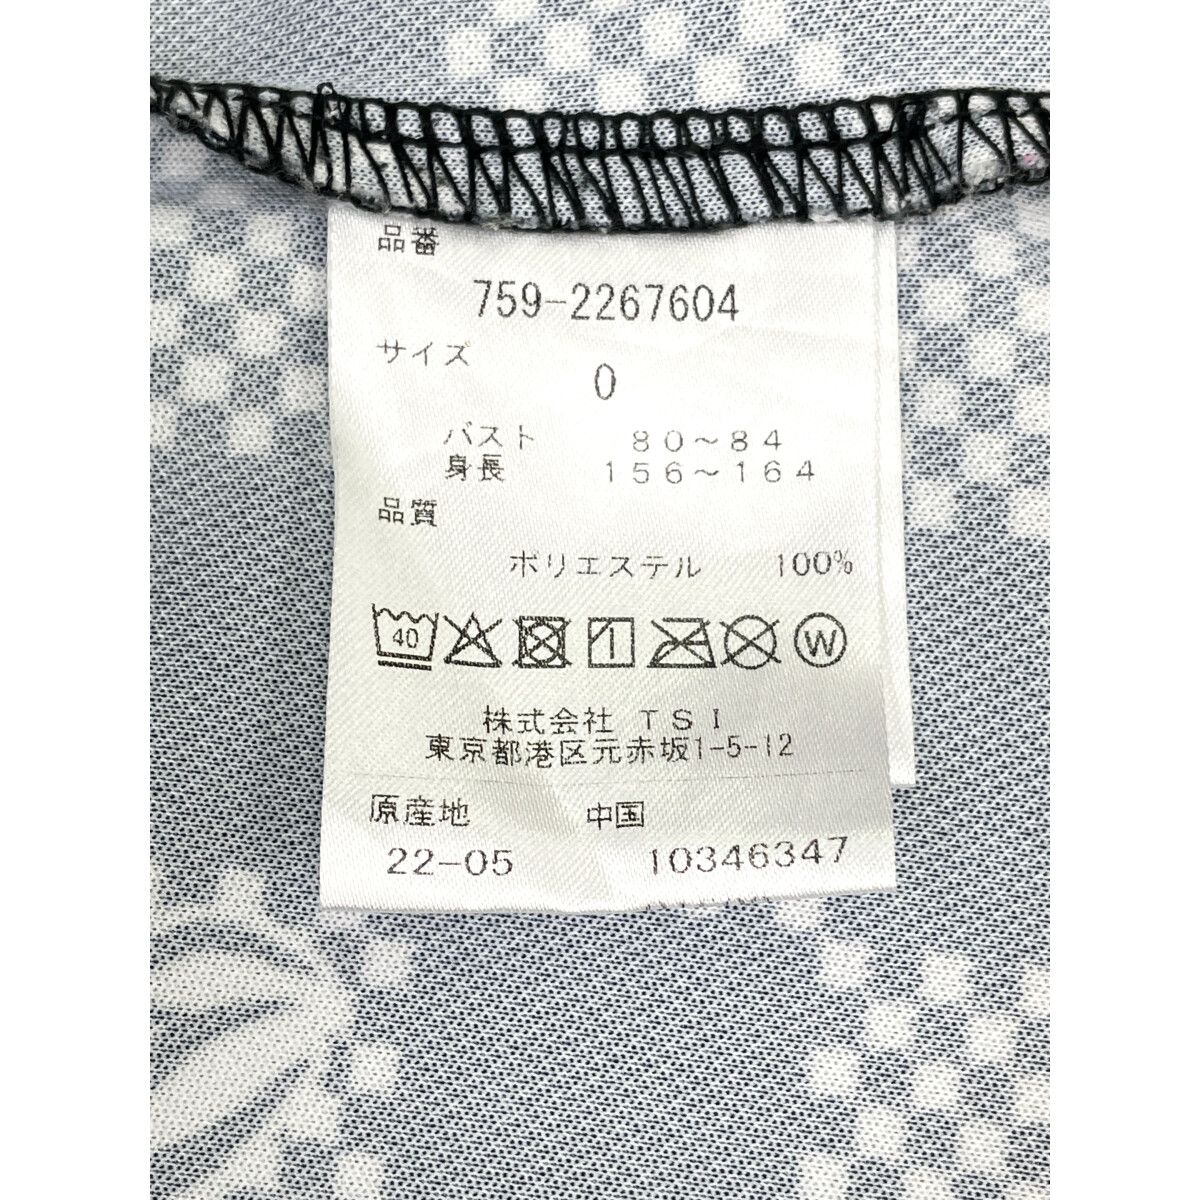 品番
759-2267604
サイズ
0
バスト 80～84
身長 156～164
品質
ポリエステル 100%
40 W
株式会社 TSI
東京都港区元赤坂1-5-12
原産地 中国
22-05 10346347